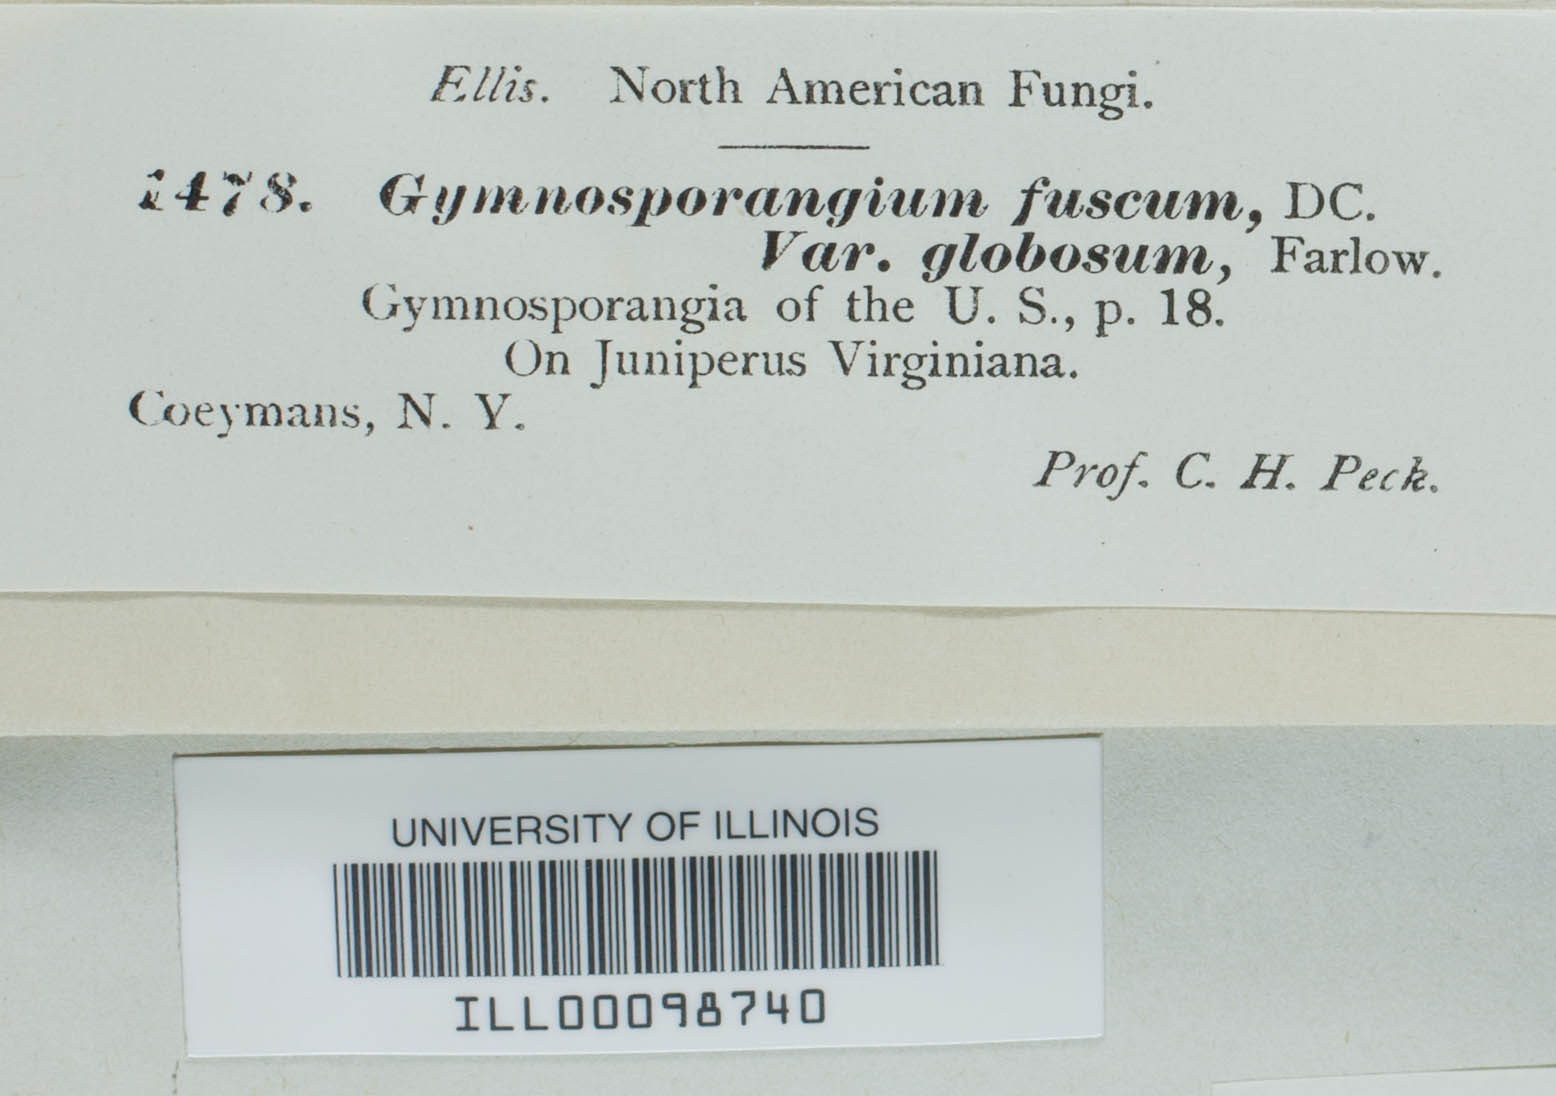 Ellis. North American Fungi.
1478. Gymnosporangium fuscum, DC.
Var. globosum, Farlow.
Gymnosporangia of the U. S., p. 18.
On Juniperus Virginiana.
Coeymans, N. Y.
Prof. C. H. Peck.
UNIVERSITY OF ILLINOIS
ILL00098740